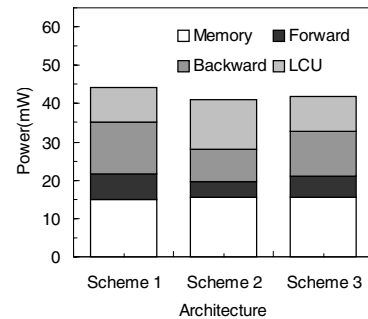 60
50
40
30
20
10
0
Power(mW)
Memory
Forward
Backward
LCU
Scheme 1
Scheme 2
Scheme 3
Architecture